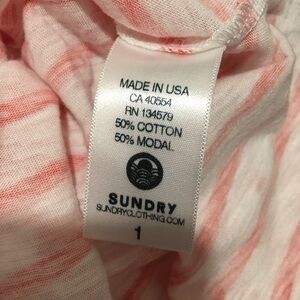 MADE IN USA
CA 40554
RN 134579
50% COTTON
50% MODAL
SUNDRY
SUNDRYCLOTHING.COM
1